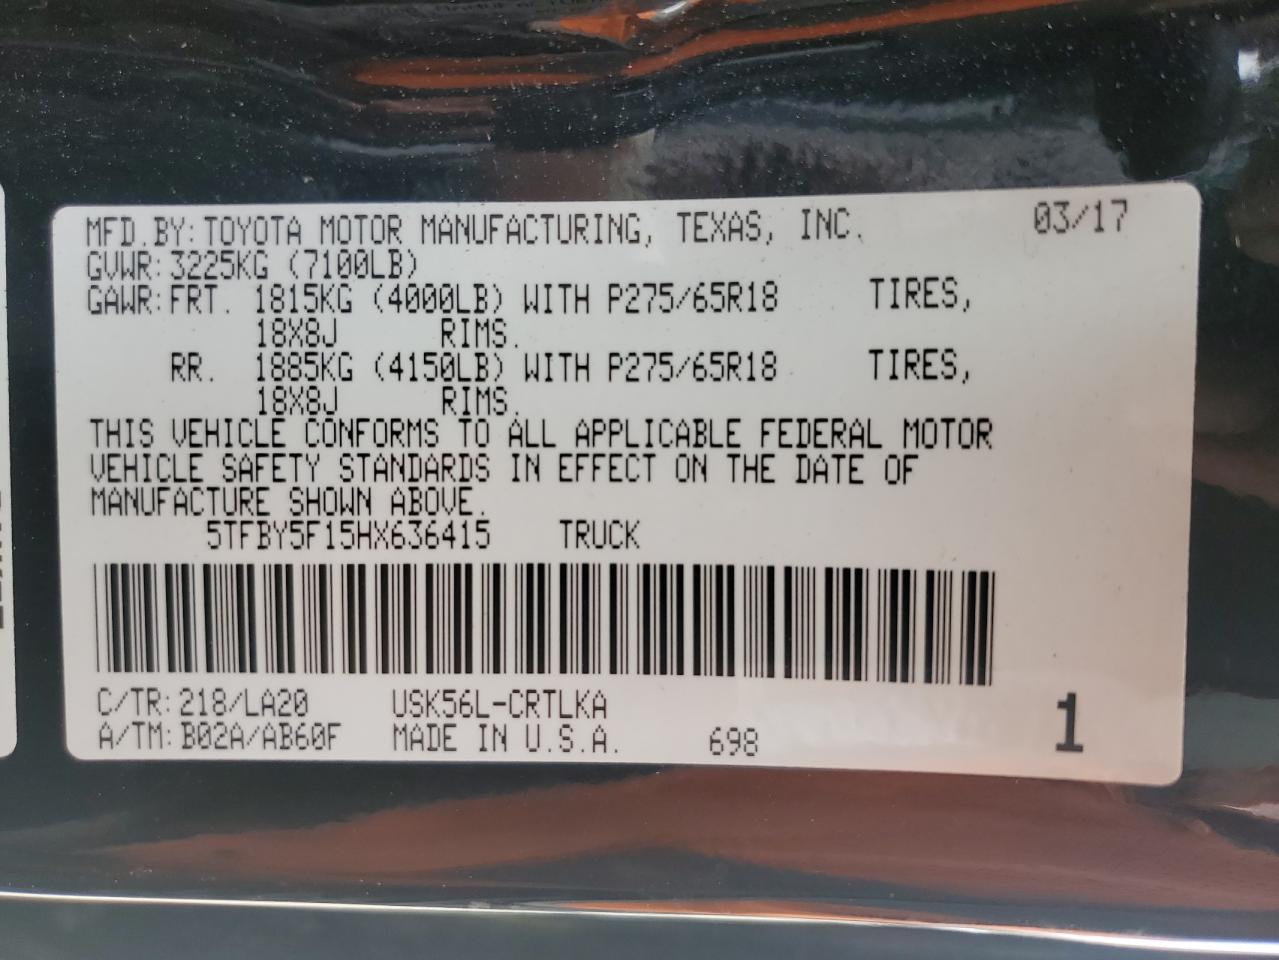 MFD.BY:TOYOTA MOTOR MANUFACTURING, TEXAS, INC. 03/17
GVWR:3225KG (7100LB)
GAWR:FRT. 1815KG (4000LB) WITH P275/65R18 TIRES,
18X8J RIMS.
RR. 1885KG (4150LB) WITH P275/65R18 TIRES,
18X8J RIMS.
THIS VEHICLE CONFORMS TO ALL APPLICABLE FEDERAL MOTOR
VEHICLE SAFETY STANDARDS IN EFFECT ON THE DATE OF
MANUFACTURE SHOWN ABOVE.
5TFBY5F15HX636415 TRUCK
C/TR:218/LA20 USK56L-CRTLKA
A/TM:B02A/AB60F MADE IN U.S.A. 698 1